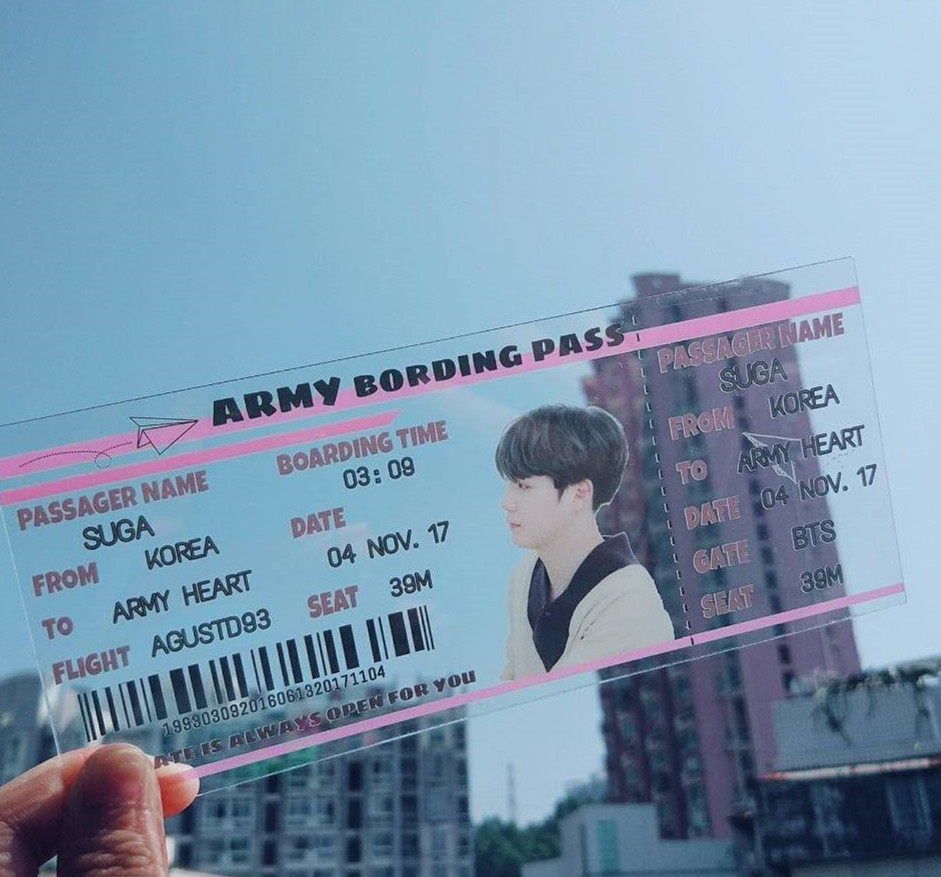 ARMY BORDING PASS
PASSAGER NAME
SUGA
BOARDING TIME
03:09
FROM
KOREA
DATE
04 NOV. 17
TO
ARMY HEART
SEAT
39M
FLIGHT
AGUSTD93
199303092016061920171104
ATE IS ALWAYS OPEN FOR YOU
PASSAGER NAME
SUGA
FROM
KOREA
TO
ARMY HEART
DATE
04 NOV. 17
GATE
BTS
SEAT
39M